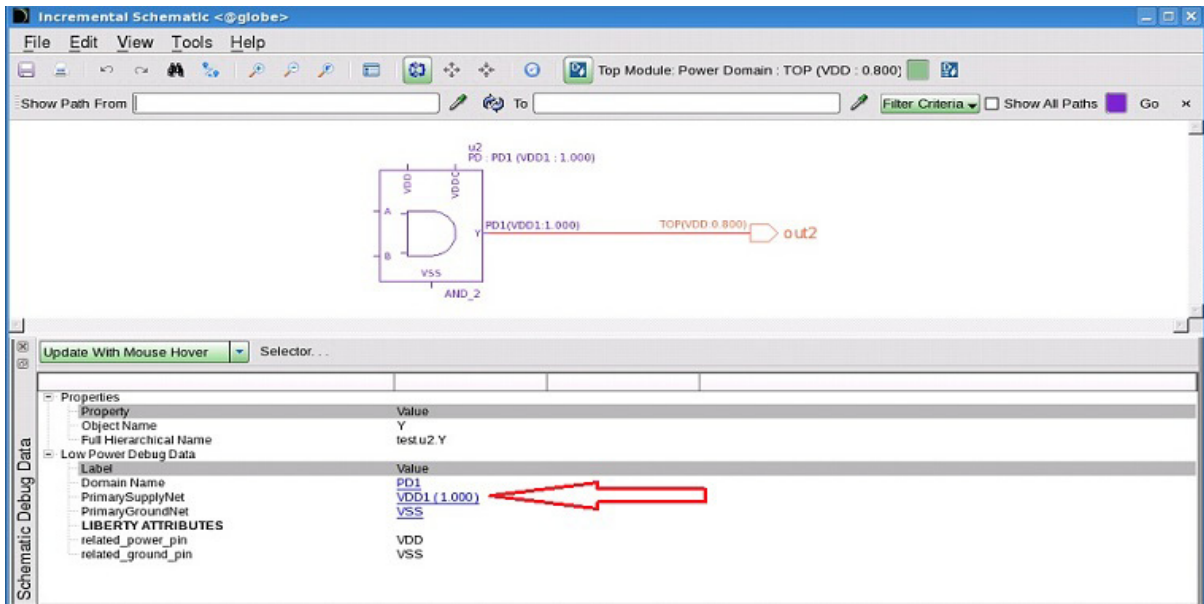 Incremental Schematic <@globe>
File Edit View Tools Help
Top Module: Power Domain : TOP (VDD : 0.800)
Show Path From To Filter Criteria Show All Paths Go
u2
PD : PD1 (VDD1 : 1.000)
VDD VDDC
A
PD1(VDD1:1.000) TOP(VDD:0.800)
Y out2
B
VSS
AND_2
Update With Mouse Hover Selector. . .
Properties
Property Value
Object Name Y
Full Hierarchical Name test.u2.Y
Low Power Debug Data
Label Value
Domain Name PD1
PrimarySupplyNet VDD1 (1.000)
PrimaryGroundNet VSS
LIBERTY ATTRIBUTES
related_power_pin VDD
related_ground_pin VSS
Schematic Debug Data